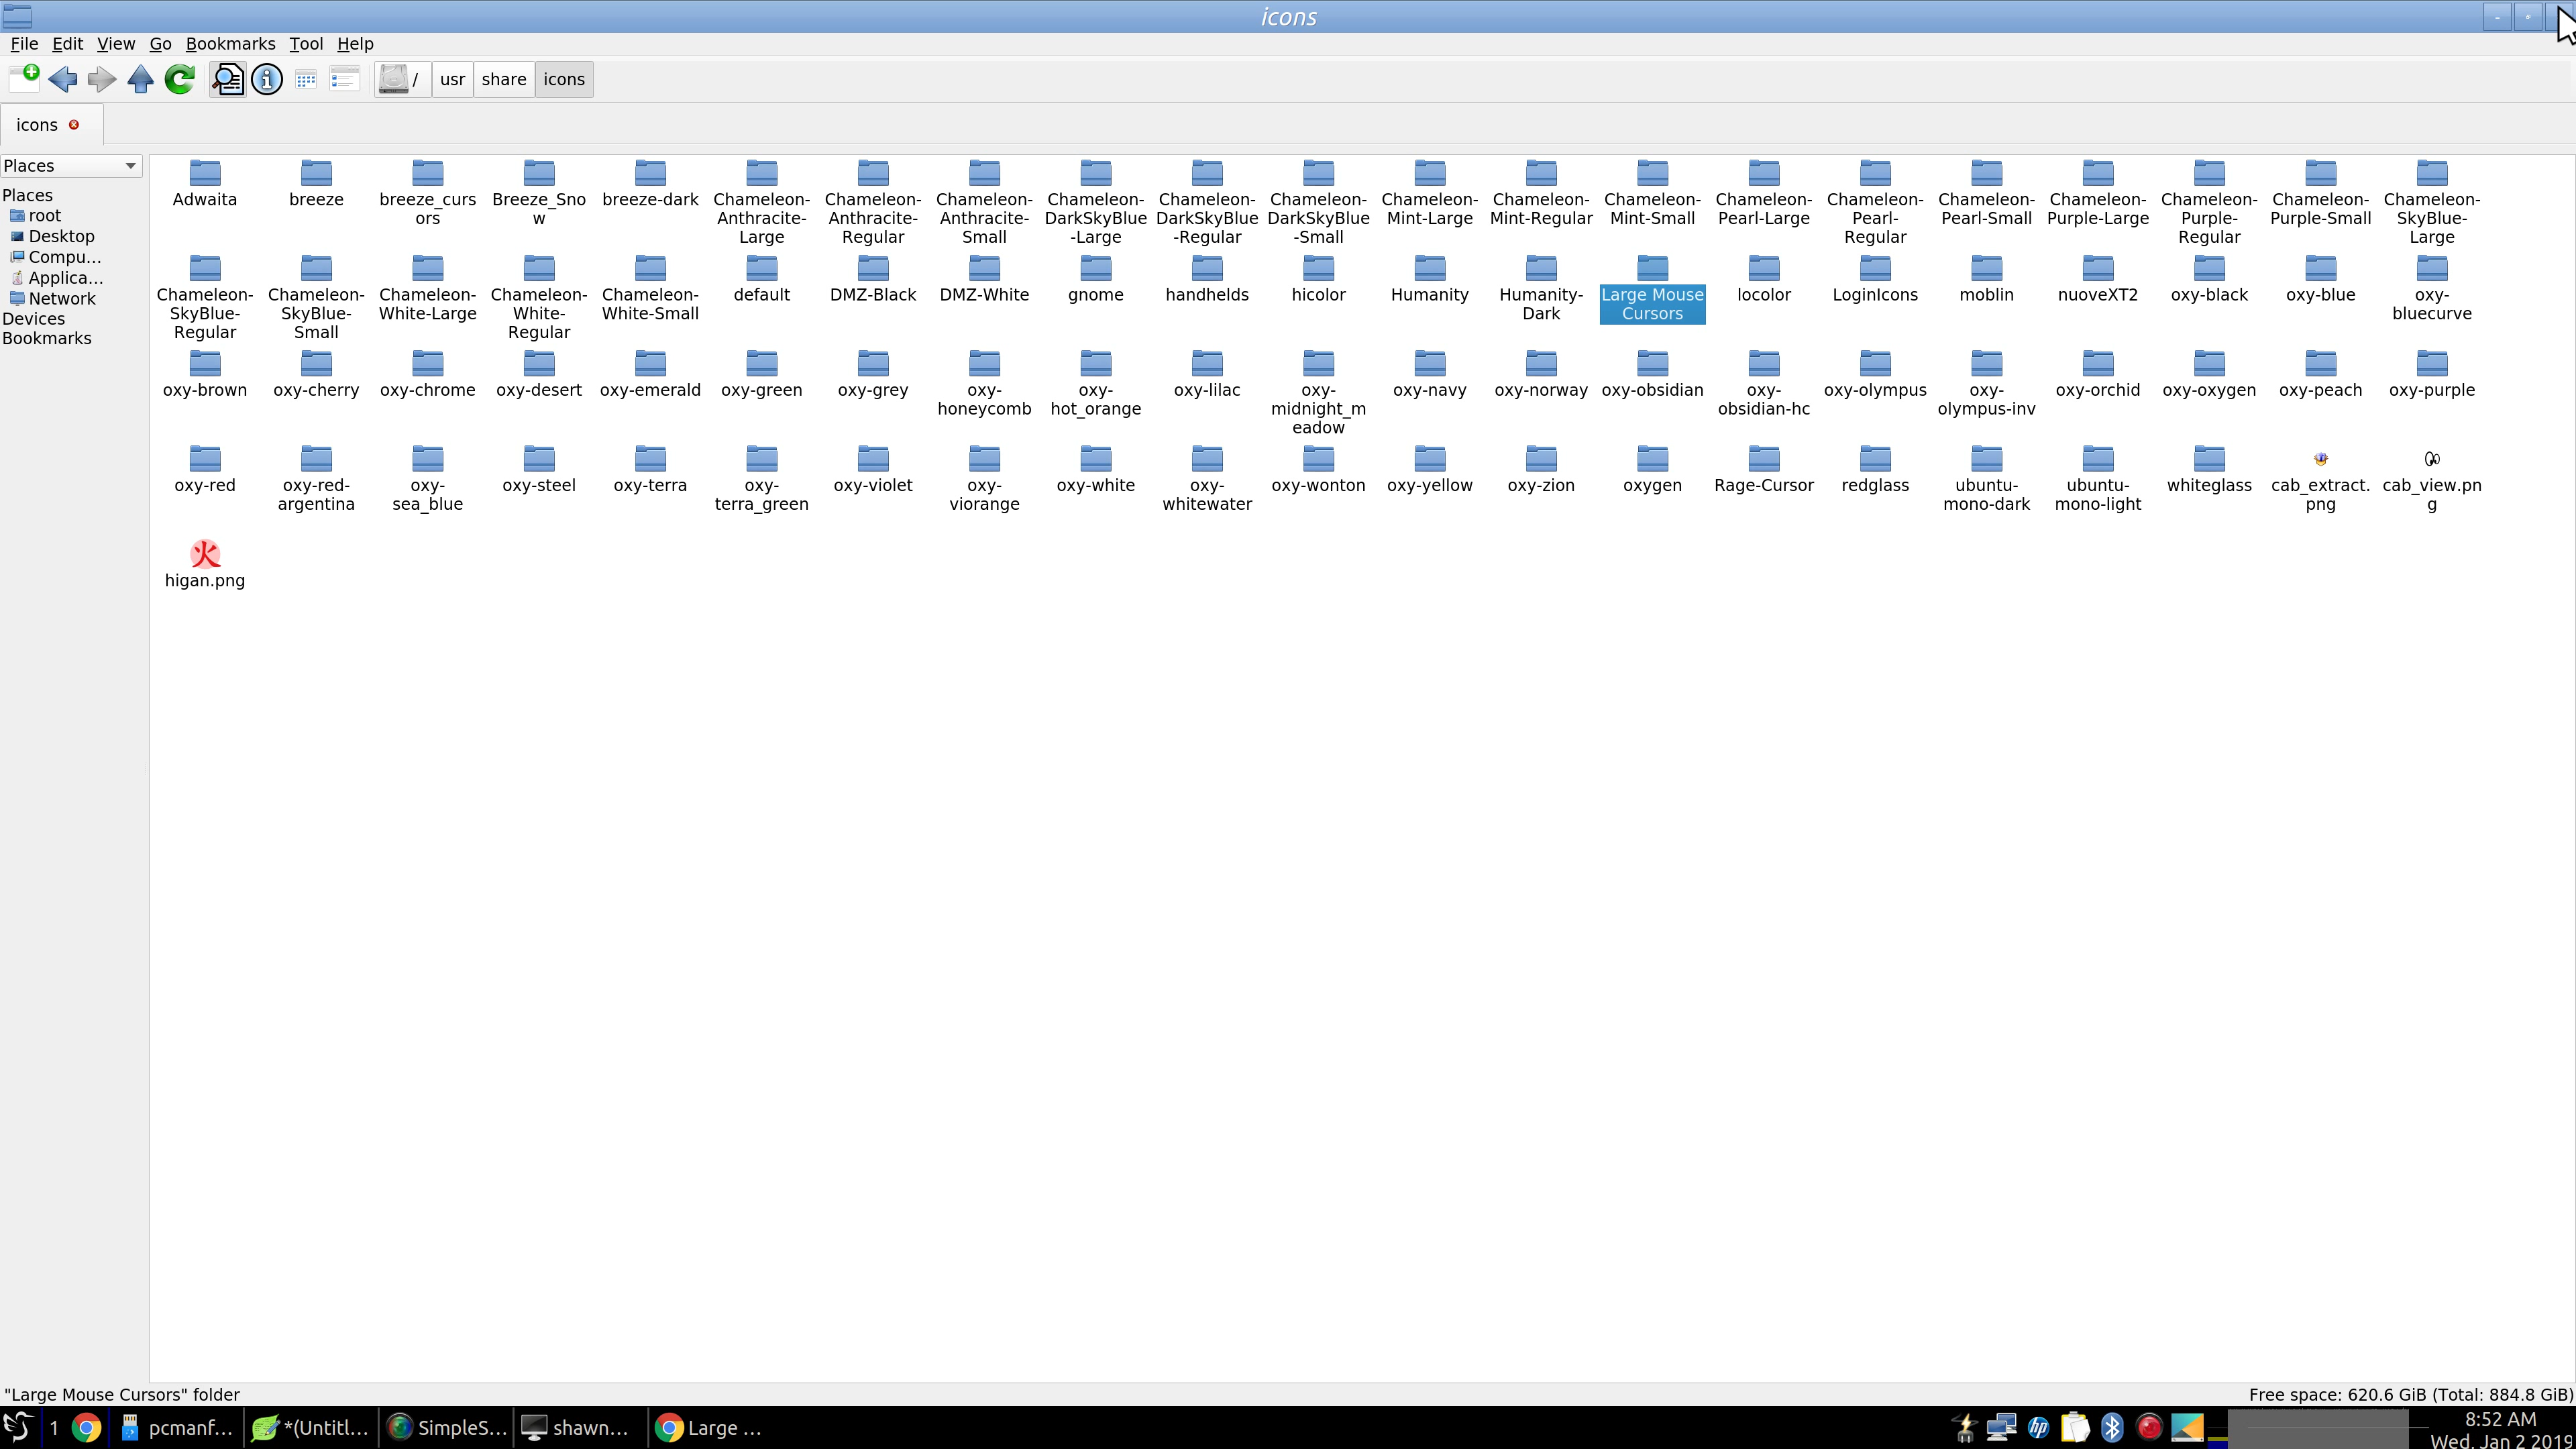 icons
File Edit View Go Bookmarks Tool Help
/ usr share icons
icons
Places
Places
root
Desktop
Compu...
Applica...
Network
Devices
Bookmarks
Adwaita
breeze
breeze_curs
ors
Breeze_Sno
w
breeze-dark
Chameleon-
Anthracite-
Large
Chameleon-
Anthracite-
Regular
Chameleon-
Anthracite-
Small
Chameleon-
DarkSkyBlue
-Large
Chameleon-
DarkSkyBlue
-Regular
Chameleon-
DarkSkyBlue
-Small
Chameleon-
Mint-Large
Chameleon-
Mint-Regular
Chameleon-
Mint-Small
Chameleon-
Pearl-Large
Chameleon-
Pearl-
Regular
Chameleon-
Pearl-Small
Chameleon-
Purple-Large
Chameleon-
Purple-
Regular
Chameleon-
Purple-Small
Chameleon-
SkyBlue-
Large
Chameleon-
SkyBlue-
Regular
Chameleon-
SkyBlue-
Small
Chameleon-
White-Large
Chameleon-
White-
Regular
Chameleon-
White-Small
default
DMZ-Black
DMZ-White
gnome
handhelds
hicolor
Humanity
Humanity-
Dark
Large Mouse
Cursors
locolor
LoginIcons
moblin
nuoveXT2
oxy-black
oxy-blue
oxy-
bluecurve
oxy-brown
oxy-cherry
oxy-chrome
oxy-desert
oxy-emerald
oxy-green
oxy-grey
oxy-
honeycomb
oxy-
hot_orange
oxy-lilac
oxy-
midnight_m
eadow
oxy-navy
oxy-norway
oxy-obsidian
oxy-
obsidian-hc
oxy-olympus
oxy-
olympus-inv
oxy-orchid
oxy-oxygen
oxy-peach
oxy-purple
oxy-red
oxy-red-
argentina
oxy-
sea_blue
oxy-steel
oxy-terra
oxy-
terra_green
oxy-violet
oxy-
viorange
oxy-white
oxy-
whitewater
oxy-wonton
oxy-yellow
oxy-zion
oxygen
Rage-Cursor
redglass
ubuntu-
mono-dark
ubuntu-
mono-light
whiteglass
cab_extract.
png
cab_view.pn
g
火
higan.png
"Large Mouse Cursors" folder
Free space: 620.6 GiB (Total: 884.8 GiB)
1 pcmanf... *(Untitl... SimpleS... shawn... Large ...
hp
8:52 AM
Wed, Jan 2 2019